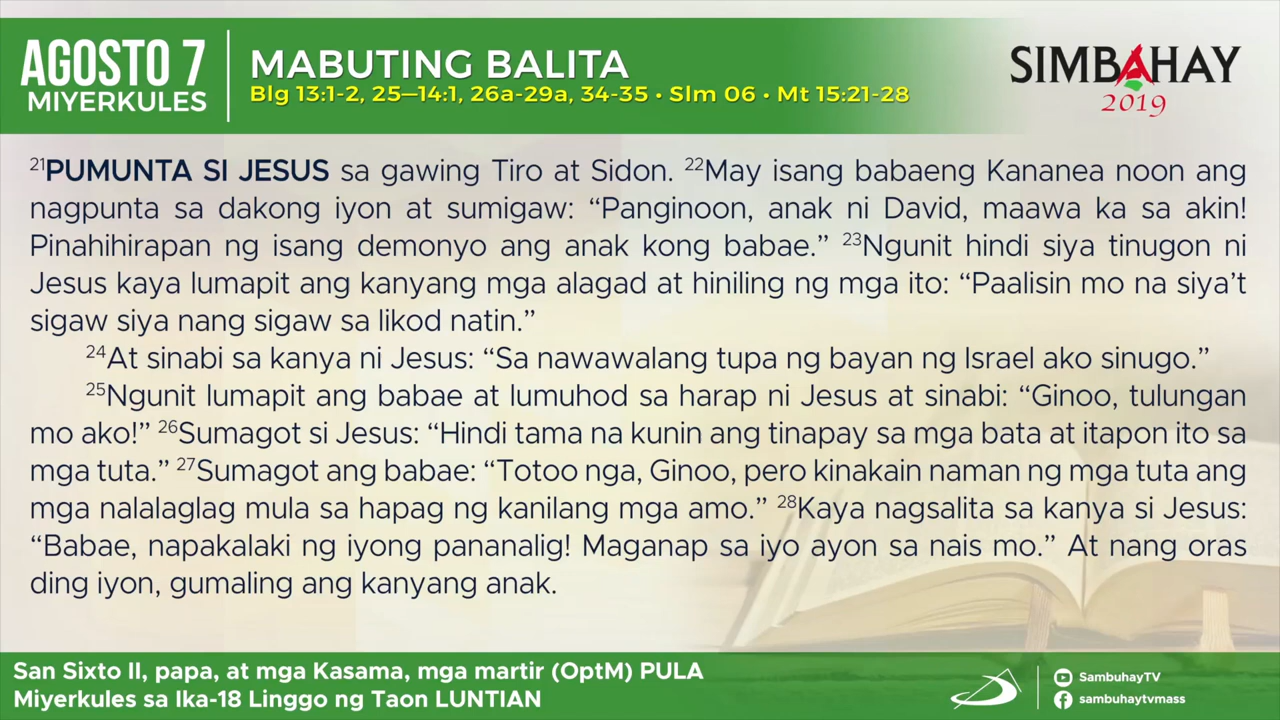 AGOSTO 7
MIYERKULES
MABUTING BALITA
Blg 13:1-2, 25—14:1, 26a-29a, 34-35 • Slm 06 • Mt 15:21-28
SIMBAHAY
2019
²¹PUMUNTA SI JESUS sa gawing Tiro at Sidon. ²²May isang babaeng Kananea noon ang
nagpunta sa dakong iyon at sumigaw: “Panginoon, anak ni David, maawa ka sa akin!
Pinahihirapan ng isang demonyo ang anak kong babae.” ²³Ngunit hindi siya tinugon ni
Jesus kaya lumapit ang kanyang mga alagad at hiniling ng mga ito: “Paalisin mo na siya’t
sigaw siya nang sigaw sa likod natin.”
²⁴At sinabi sa kanya ni Jesus: “Sa nawawalang tupa ng bayan ng Israel ako sinugo.”
²⁵Ngunit lumapit ang babae at lumuhod sa harap ni Jesus at sinabi: “Ginoo, tulungan
mo ako!” ²⁶Sumagot si Jesus: “Hindi tama na kunin ang tinapay sa mga bata at itapon ito sa
mga tuta.” ²⁷Sumagot ang babae: “Totoo nga, Ginoo, pero kinakain naman ng mga tuta ang
mga nalalaglag mula sa hapag ng kanilang mga amo.” ²⁸Kaya nagsalita sa kanya si Jesus:
“Babae, napakalaki ng iyong pananalig! Maganap sa iyo ayon sa nais mo.” At nang oras
ding iyon, gumaling ang kanyang anak.
San Sixto II, papa, at mga Kasama, mga martir (OptM) PULA
Miyerkules sa Ika-18 Linggo ng Taon LUNTIAN
SambuhayTV
sambuhaytvmass